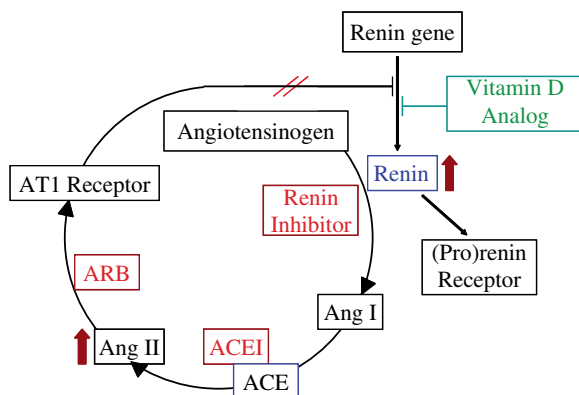 Renin gene
Vitamin D
Analog
Angiotensinogen
AT1 Receptor
Renin
Renin
Inhibitor
(Pro)renin
Receptor
ARB
Ang I
Ang II
ACEI
ACE